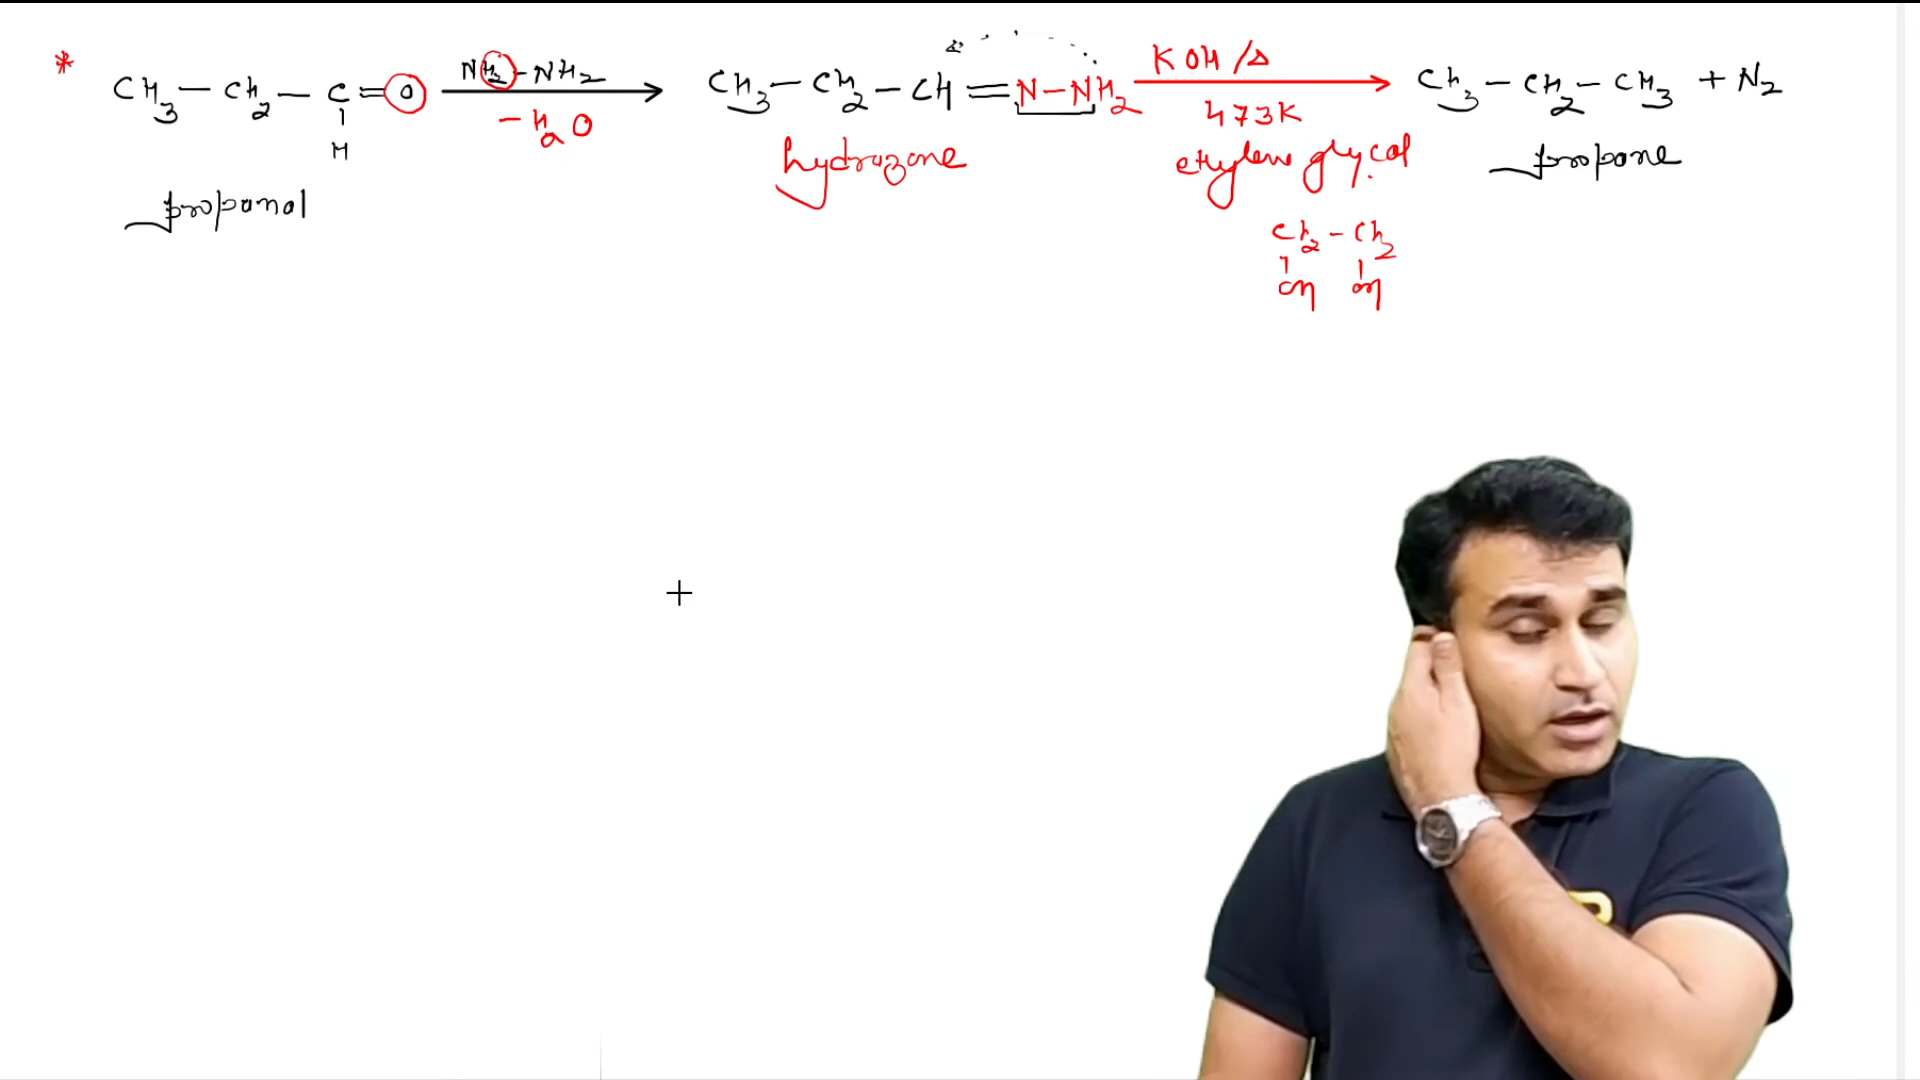 * CH3 — CH2 — C = O  NH2 - NH2  CH3 — CH2 — CH = N — NH2  KOH / Δ  CH3 — CH2 — CH3 + N2
H  - H2O  473K
propanal  hydrazone  ethylene glycol  propane
CH2 - CH2
OH  OH